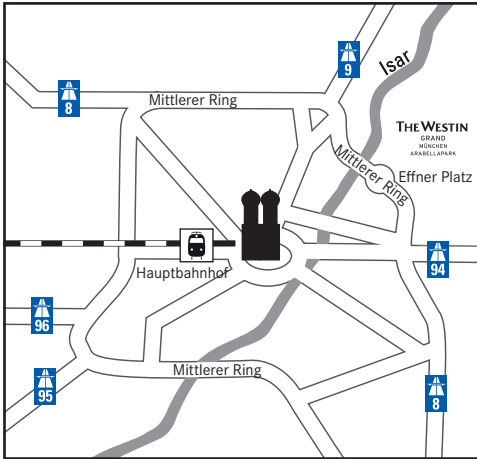 9
Isar
8
Mittlerer Ring
THE WESTIN
GRAND
MÜNCHEN
ARABELLAPARK
Mittlerer Ring
Effner Platz
94
Hauptbahnhof
96
Mittlerer Ring
95
8